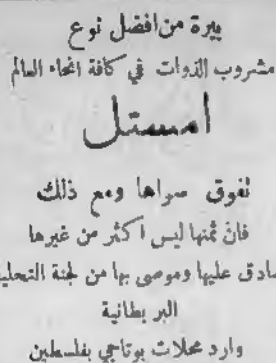 بيرة من افضل نوع
مشروب الذوات في كافة انحاء العالم
امستل
تفوق سواها ومع ذلك
فان ثمنها ليس اكثر من غيرها
صادق عليها وموصى بها من لجنة التحليل
البريطانية
وارد محلات بوتاجي بفلسطين